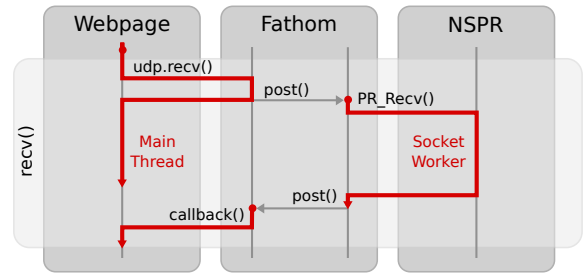 Webpage
Fathom
NSPR
udp.recv()
post()
PR_Recv()
recv()
Main
Thread
Socket
Worker
post()
callback()